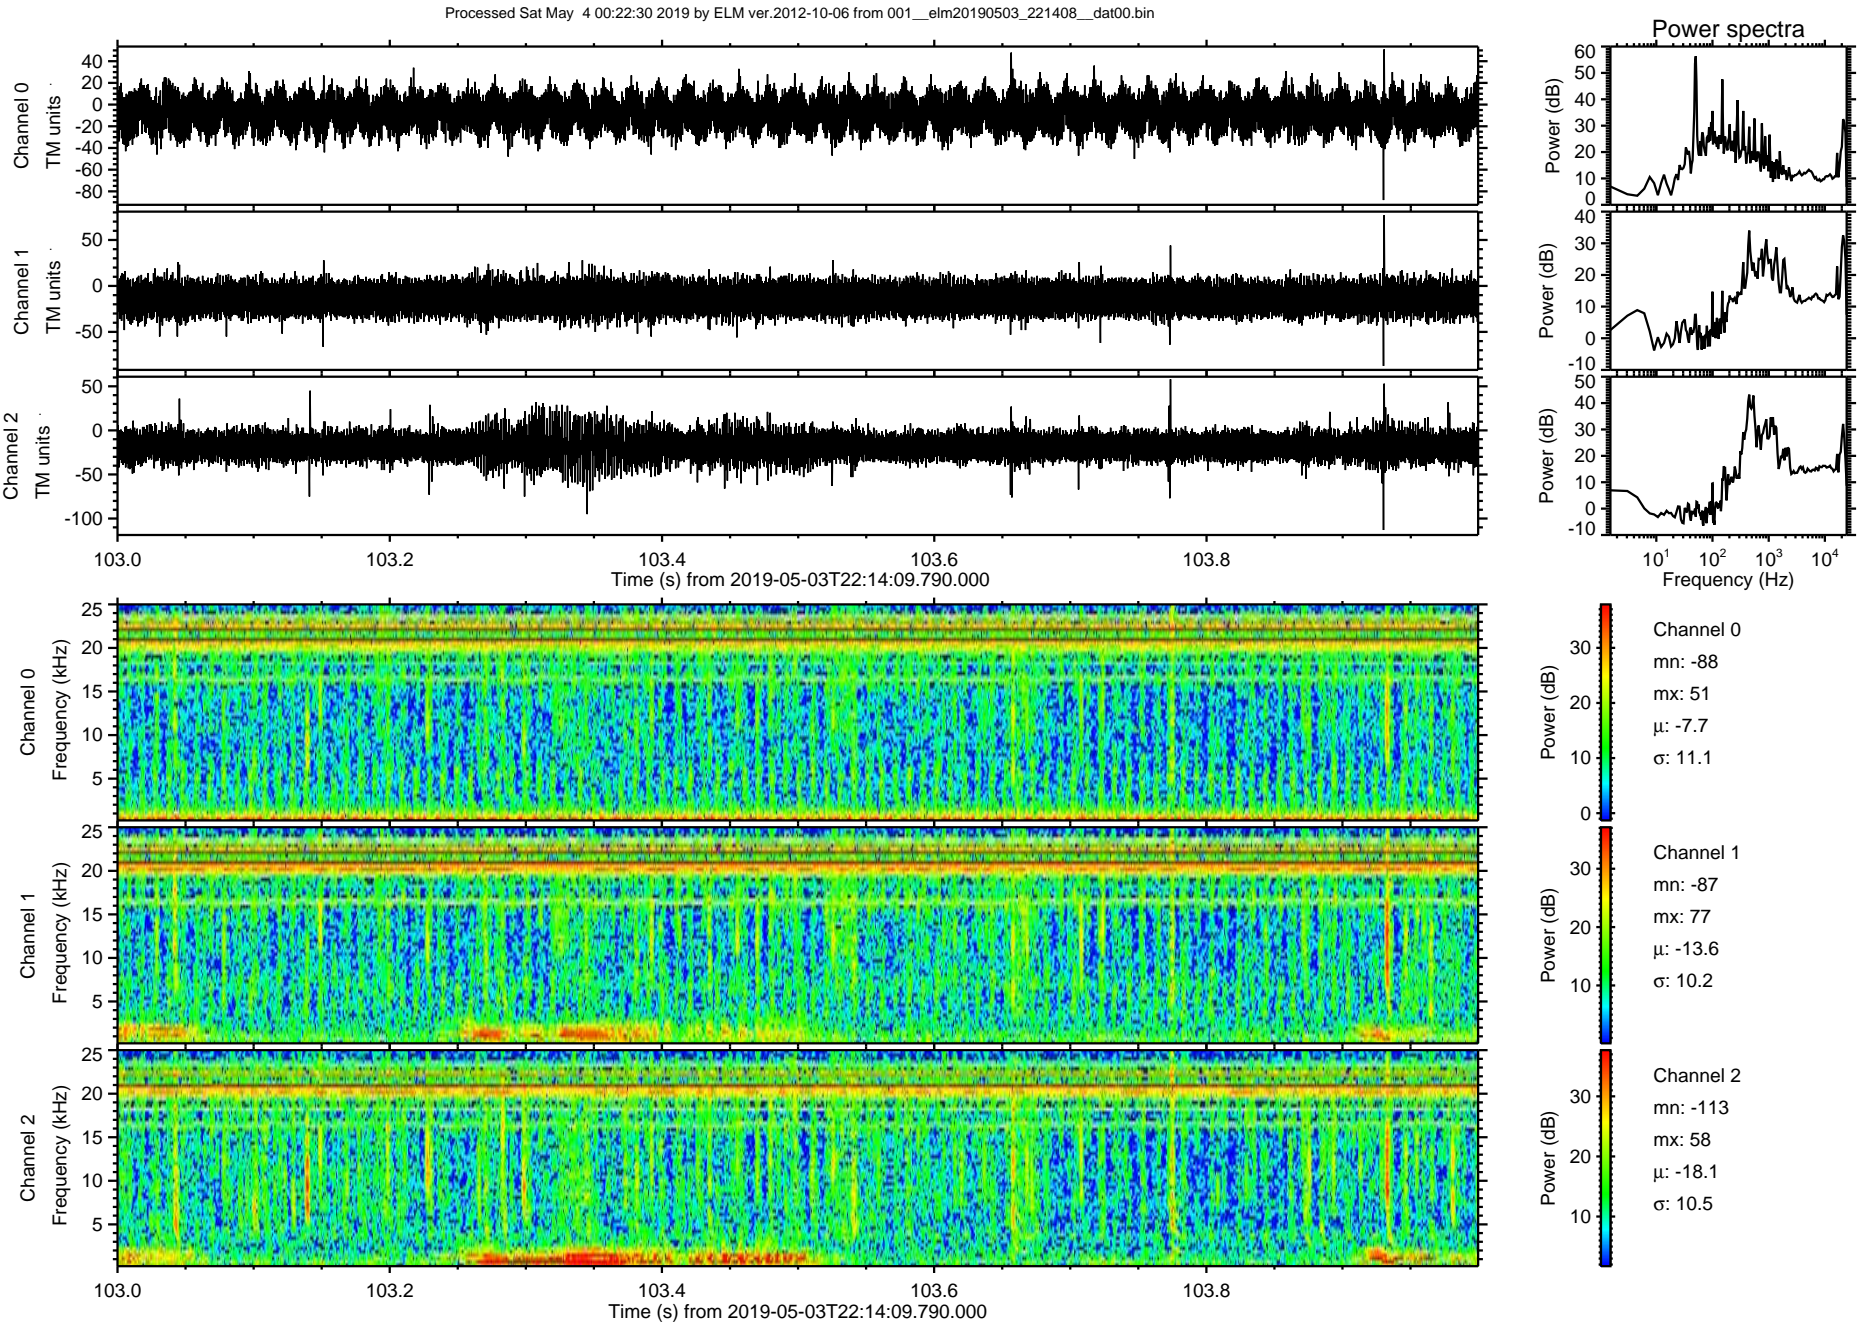 Processed Sat May  4 00:22:30 2019 by ELM ver.2012-10-06 from 001__elm20190503_221408__dat00.bin
Power spectra
Channel 0
TM units
40
20
0
-20
-40
-60
-80
Power (dB)
60
50
40
30
20
10
0
Channel 1
TM units
50
0
-50
Power (dB)
40
30
20
10
0
-10
Channel 2
TM units
50
0
-50
-100
Power (dB)
50
40
30
20
10
0
-10
103.0
103.2
103.4
103.6
103.8
Time (s) from 2019-05-03T22:14:09.790.000
10^1
10^2
10^3
10^4
Frequency (Hz)
Channel 0
Frequency (kHz)
25
20
15
10
5
Power (dB)
30
20
10
0
Channel 0
mn: -88
mx: 51
μ: -7.7
σ: 11.1
Channel 1
Frequency (kHz)
25
20
15
10
5
Power (dB)
30
20
10
Channel 1
mn: -87
mx: 77
μ: -13.6
σ: 10.2
Channel 2
Frequency (kHz)
25
20
15
10
5
Power (dB)
30
20
10
Channel 2
mn: -113
mx: 58
μ: -18.1
σ: 10.5
103.0
103.2
103.4
103.6
103.8
Time (s) from 2019-05-03T22:14:09.790.000